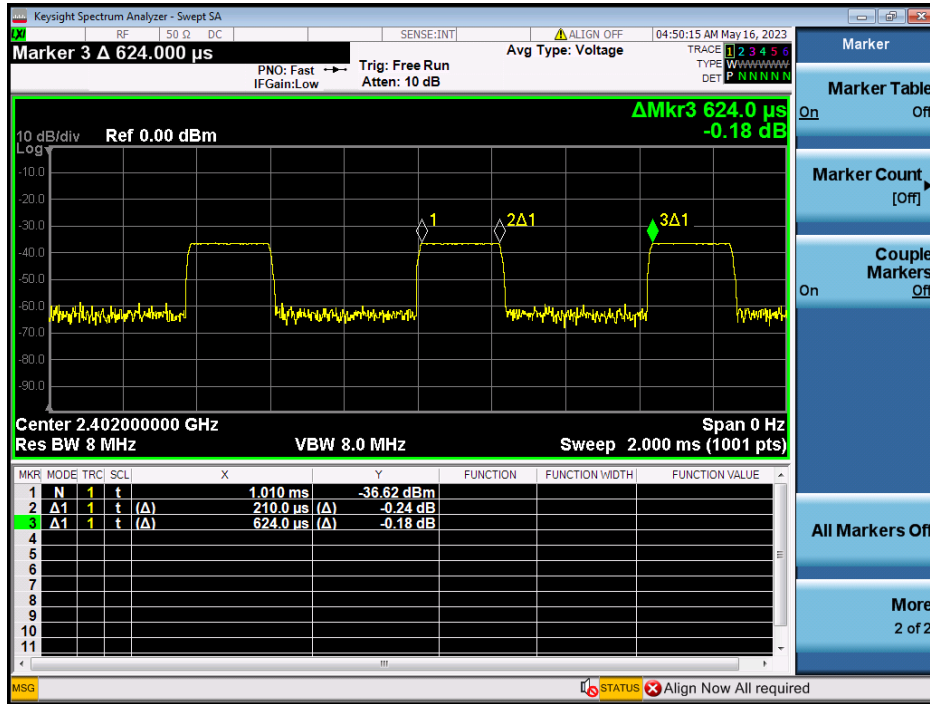 Keysight Spectrum Analyzer - Swept SA
LXI RF 50 Ω DC SENSE:INT ALIGN OFF 04:50:15 AM May 16, 2023
Marker 3 Δ 624.000 µs
PNO: Fast
IFGain:Low
Trig: Free Run
Atten: 10 dB
Avg Type: Voltage
TRACE 1 2 3 4 5 6
TYPE WWWWWW
DET P N N N N N
ΔMkr3 624.0 µs
-0.18 dB
10 dB/div Ref 0.00 dBm
Log
-10.0
-20.0
-30.0
-40.0
-50.0
-60.0
-70.0
-80.0
-90.0
1
2Δ1
3Δ1
Center 2.402000000 GHz Span 0 Hz
Res BW 8 MHz VBW 8.0 MHz Sweep 2.000 ms (1001 pts)
MKR MODE TRC SCL X Y FUNCTION FUNCTION WIDTH FUNCTION VALUE
1 N 1 t 1.010 ms -36.62 dBm
2 Δ1 1 t (Δ) 210.0 µs (Δ) -0.24 dB
3 Δ1 1 t (Δ) 624.0 µs (Δ) -0.18 dB
4
5
6
7
8
9
10
11
MSG STATUS Align Now All required
Marker
Marker Table
On Off
Marker Count
[Off]
Couple
Markers
On Off
All Markers Off
More
2 of 2